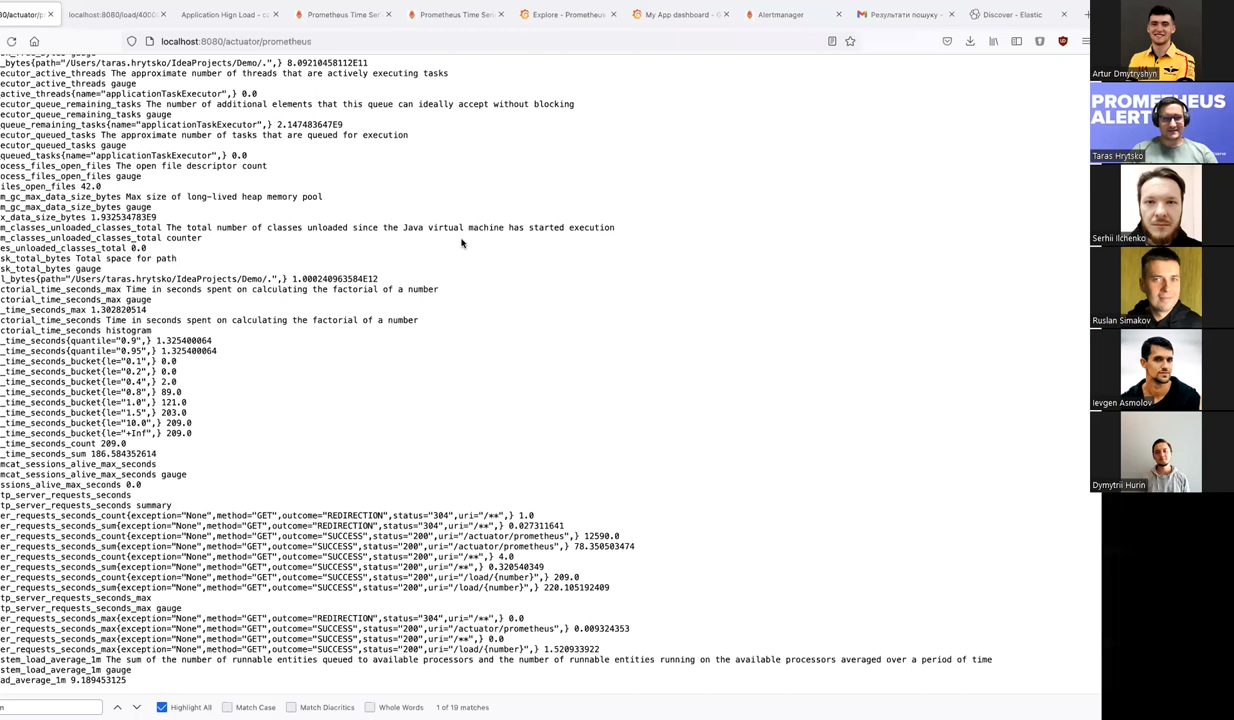 80/actuator/pr
localhost:8080/load/4000
Application Hign Load - ca
Prometheus Time Ser
Prometheus Time Seri
Explore - Prometheus
My App dashboard - G
Alertmanager
Результати пошуку -
Discover - Elastic
localhost:8080/actuator/prometheus
_bytes{path="/Users/taras.hrytsko/IdeaProjects/Demo/.",} 8.09210458112E11
ecutor_active_threads The approximate number of threads that are actively executing tasks
ecutor_active_threads gauge
active_threads{name="applicationTaskExecutor",} 0.0
ecutor_queue_remaining_tasks The number of additional elements that this queue can ideally accept without blocking
ecutor_queue_remaining_tasks gauge
queue_remaining_tasks{name="applicationTaskExecutor",} 2.147483647E9
ecutor_queued_tasks The approximate number of tasks that are queued for execution
ecutor_queued_tasks gauge
queued_tasks{name="applicationTaskExecutor",} 0.0
ocess_files_open_files The open file descriptor count
ocess_files_open_files gauge
iles_open_files 42.0
m_gc_max_data_size_bytes Max size of long-lived heap memory pool
m_gc_max_data_size_bytes gauge
x_data_size_bytes 1.932534783E9
m_classes_unloaded_classes_total The total number of classes unloaded since the Java virtual machine has started execution
m_classes_unloaded_classes_total counter
es_unloaded_classes_total 0.0
sk_total_bytes Total space for path
sk_total_bytes gauge
l_bytes{path="/Users/taras.hrytsko/IdeaProjects/Demo/.",} 1.000240963584E12
ctorial_time_seconds_max Time in seconds spent on calculating the factorial of a number
ctorial_time_seconds_max gauge
_time_seconds_max 1.302820514
ctorial_time_seconds Time in seconds spent on calculating the factorial of a number
ctorial_time_seconds histogram
_time_seconds{quantile="0.9",} 1.325400064
_time_seconds{quantile="0.95",} 1.325400064
_time_seconds_bucket{le="0.1",} 0.0
_time_seconds_bucket{le="0.2",} 0.0
_time_seconds_bucket{le="0.4",} 2.0
_time_seconds_bucket{le="0.8",} 89.0
_time_seconds_bucket{le="1.0",} 121.0
_time_seconds_bucket{le="1.5",} 203.0
_time_seconds_bucket{le="10.0",} 209.0
_time_seconds_bucket{le="+Inf",} 209.0
_time_seconds_count 209.0
_time_seconds_sum 186.584352614
mcat_sessions_alive_max_seconds
mcat_sessions_alive_max_seconds gauge
ssions_alive_max_seconds 0.0
tp_server_requests_seconds
tp_server_requests_seconds summary
er_requests_seconds_count{exception="None",method="GET",outcome="REDIRECTION",status="304",uri="/**",} 1.0
er_requests_seconds_sum{exception="None",method="GET",outcome="REDIRECTION",status="304",uri="/**",} 0.027311641
er_requests_seconds_count{exception="None",method="GET",outcome="SUCCESS",status="200",uri="/actuator/prometheus",} 12590.0
er_requests_seconds_sum{exception="None",method="GET",outcome="SUCCESS",status="200",uri="/actuator/prometheus",} 78.350503474
er_requests_seconds_count{exception="None",method="GET",outcome="SUCCESS",status="200",uri="/**",} 4.0
er_requests_seconds_sum{exception="None",method="GET",outcome="SUCCESS",status="200",uri="/**",} 0.320540349
er_requests_seconds_count{exception="None",method="GET",outcome="SUCCESS",status="200",uri="/load/{number}",} 209.0
er_requests_seconds_sum{exception="None",method="GET",outcome="SUCCESS",status="200",uri="/load/{number}",} 220.105192409
tp_server_requests_seconds_max
tp_server_requests_seconds_max gauge
er_requests_seconds_max{exception="None",method="GET",outcome="REDIRECTION",status="304",uri="/**",} 0.0
er_requests_seconds_max{exception="None",method="GET",outcome="SUCCESS",status="200",uri="/actuator/prometheus",} 0.009324353
er_requests_seconds_max{exception="None",method="GET",outcome="SUCCESS",status="200",uri="/**",} 0.0
er_requests_seconds_max{exception="None",method="GET",outcome="SUCCESS",status="200",uri="/load/{number}",} 1.520933922
stem_load_average_1m The sum of the number of runnable entities queued to available processors and the number of runnable entities running on the available processors averaged over a period of time
stem_load_average_1m gauge
ad_average_1m 9.189453125
n
Highlight All
Match Case
Match Diacritics
Whole Words
1 of 19 matches
Artur Dmytryshyn
PROMETHEUS
ALERT
Taras Hrytsko
Serhii Ilchenko
Ruslan Simakov
Ievgen Asmolov
Dymytrii Hurin